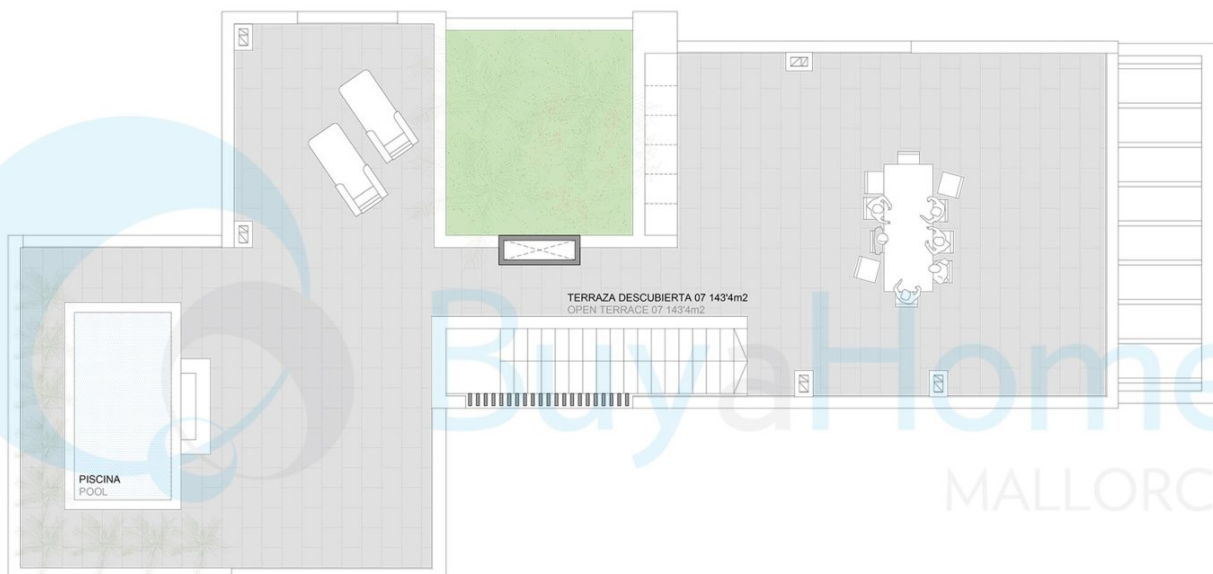 TERRAZA DESCUBIERTA 07 143'4m2
OPEN TERRACE 07 143'4m2
BuyaHome
MALLORC
PISCINA
POOL